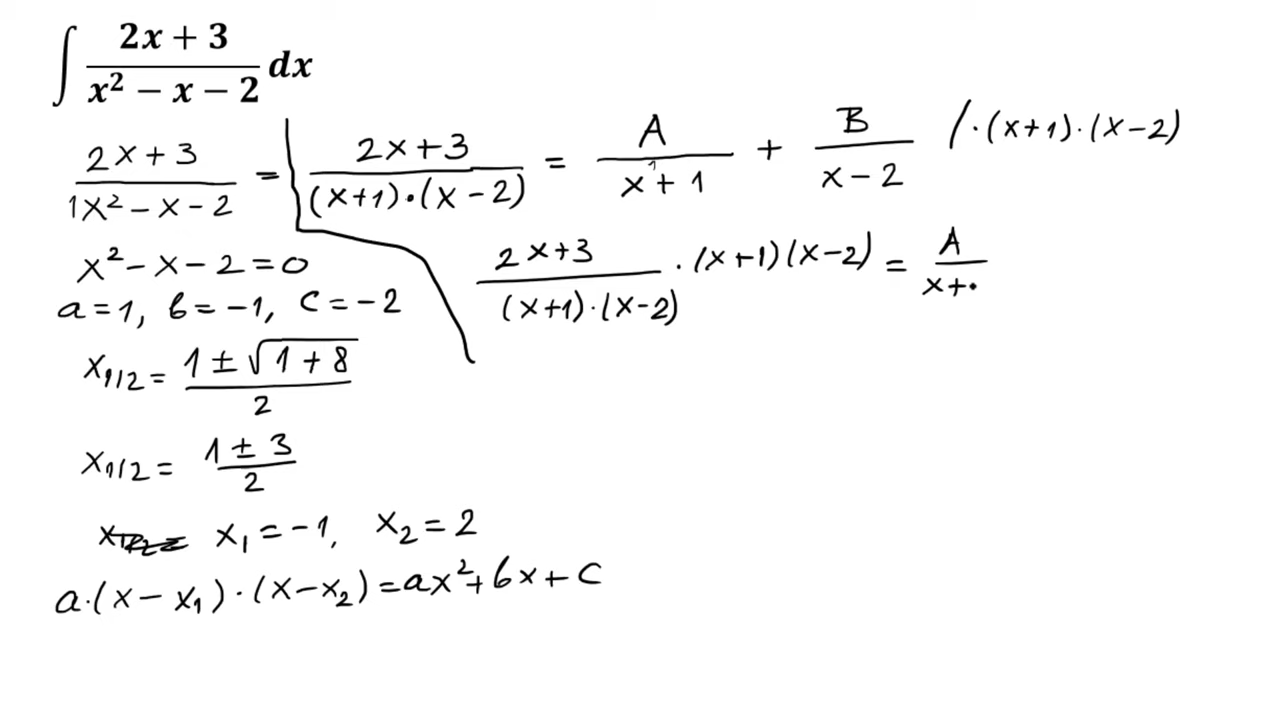 ∫ (2x + 3)/(x² − x − 2) dx
(2x+3)/(1x² − x − 2) = (2x+3)/((x+1)·(x−2)) = A/(x+1) + B/(x−2) /·(x+1)·(x−2)
x² − x − 2 = 0
a = 1, b = −1, c = −2
x1/2 = (1 ± √(1+8))/2
x1/2 = (1 ± 3)/2
x₁ = −1, x₂ = 2
a·(x − x₁)·(x − x₂) = ax² + bx + c
(2x+3)/((x+1)·(x−2)) · (x+1)(x−2) = A/(x+·